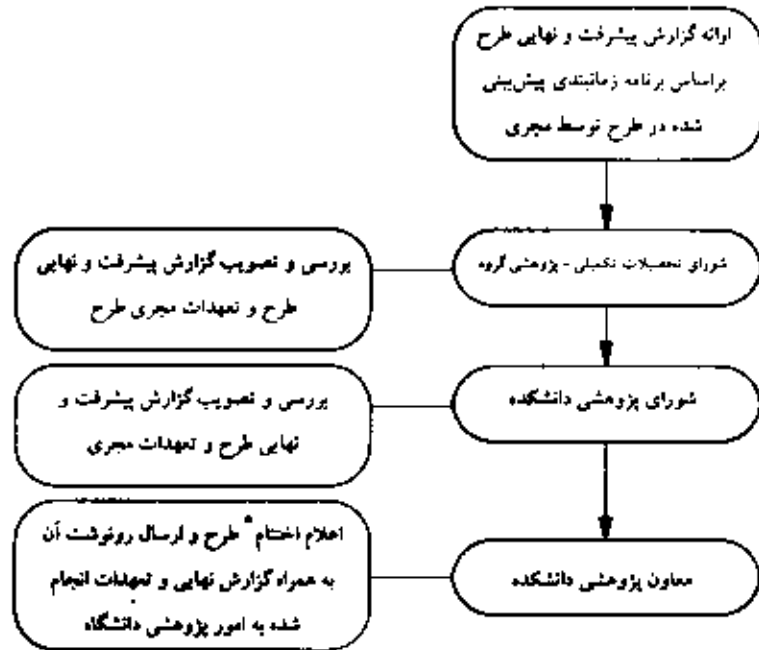 ارائه گزارش پیشرفت و نهایی طرح
براساس برنامه زمانبندی پیش‌بینی
شده در طرح توسط مجری
شورای تحصیلات تکمیلی - پژوهشی گروه
بررسی و تصویب گزارش پیشرفت و نهایی
طرح و تعهدات مجری طرح
شورای پژوهشی دانشکده
بررسی و تصویب گزارش پیشرفت و
نهایی طرح و تعهدات مجری
معاون پژوهشی دانشکده
اعلام اختتام * طرح و ارسال رونوشت آن
به همراه گزارش نهایی و تعهدات انجام
شده به امور پژوهشی دانشگاه